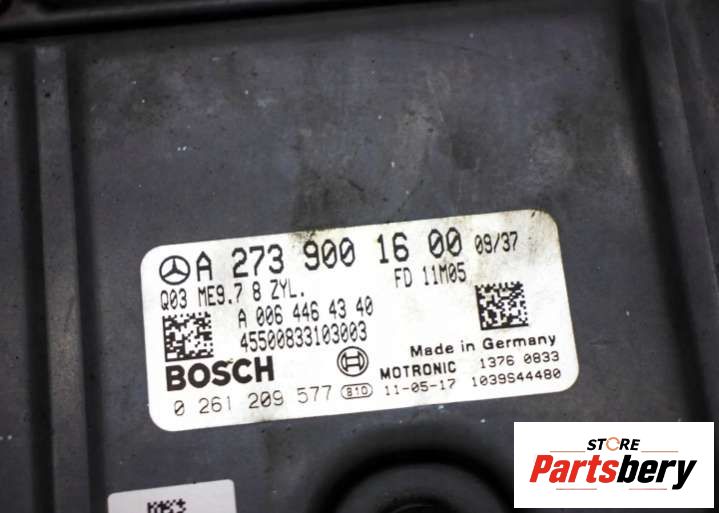 A 273 900 16 00 09/37
Q03 ME9.7 8 ZYL. FD 11M05
A 006 446 43 40
45500833103003
Made in Germany
BOSCH MOTRONIC 1376 0833
0 261 209 577 810 11-05-17 1039S44480
STORE
Partsbery